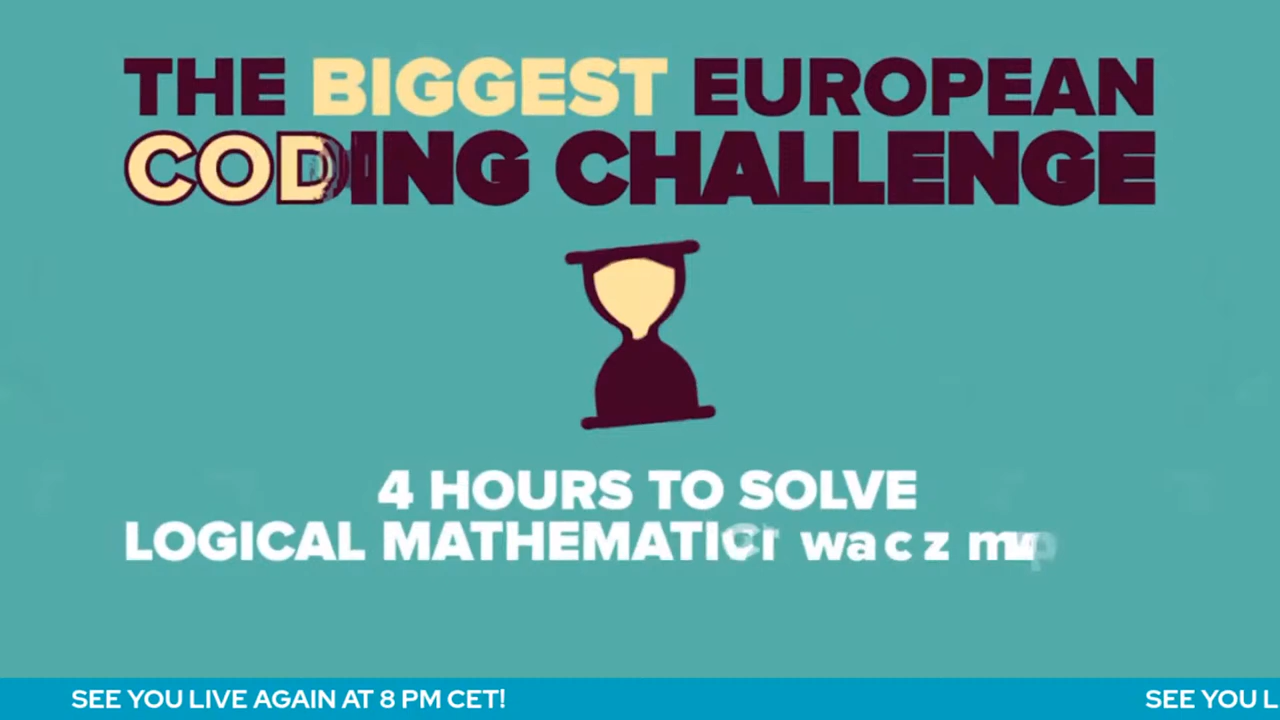 THE BIGGEST EUROPEAN
CODING CHALLENGE
4 HOURS TO SOLVE
LOGICAL
SEE YOU LIVE AGAIN AT 8 PM CET!
SEE YOU L